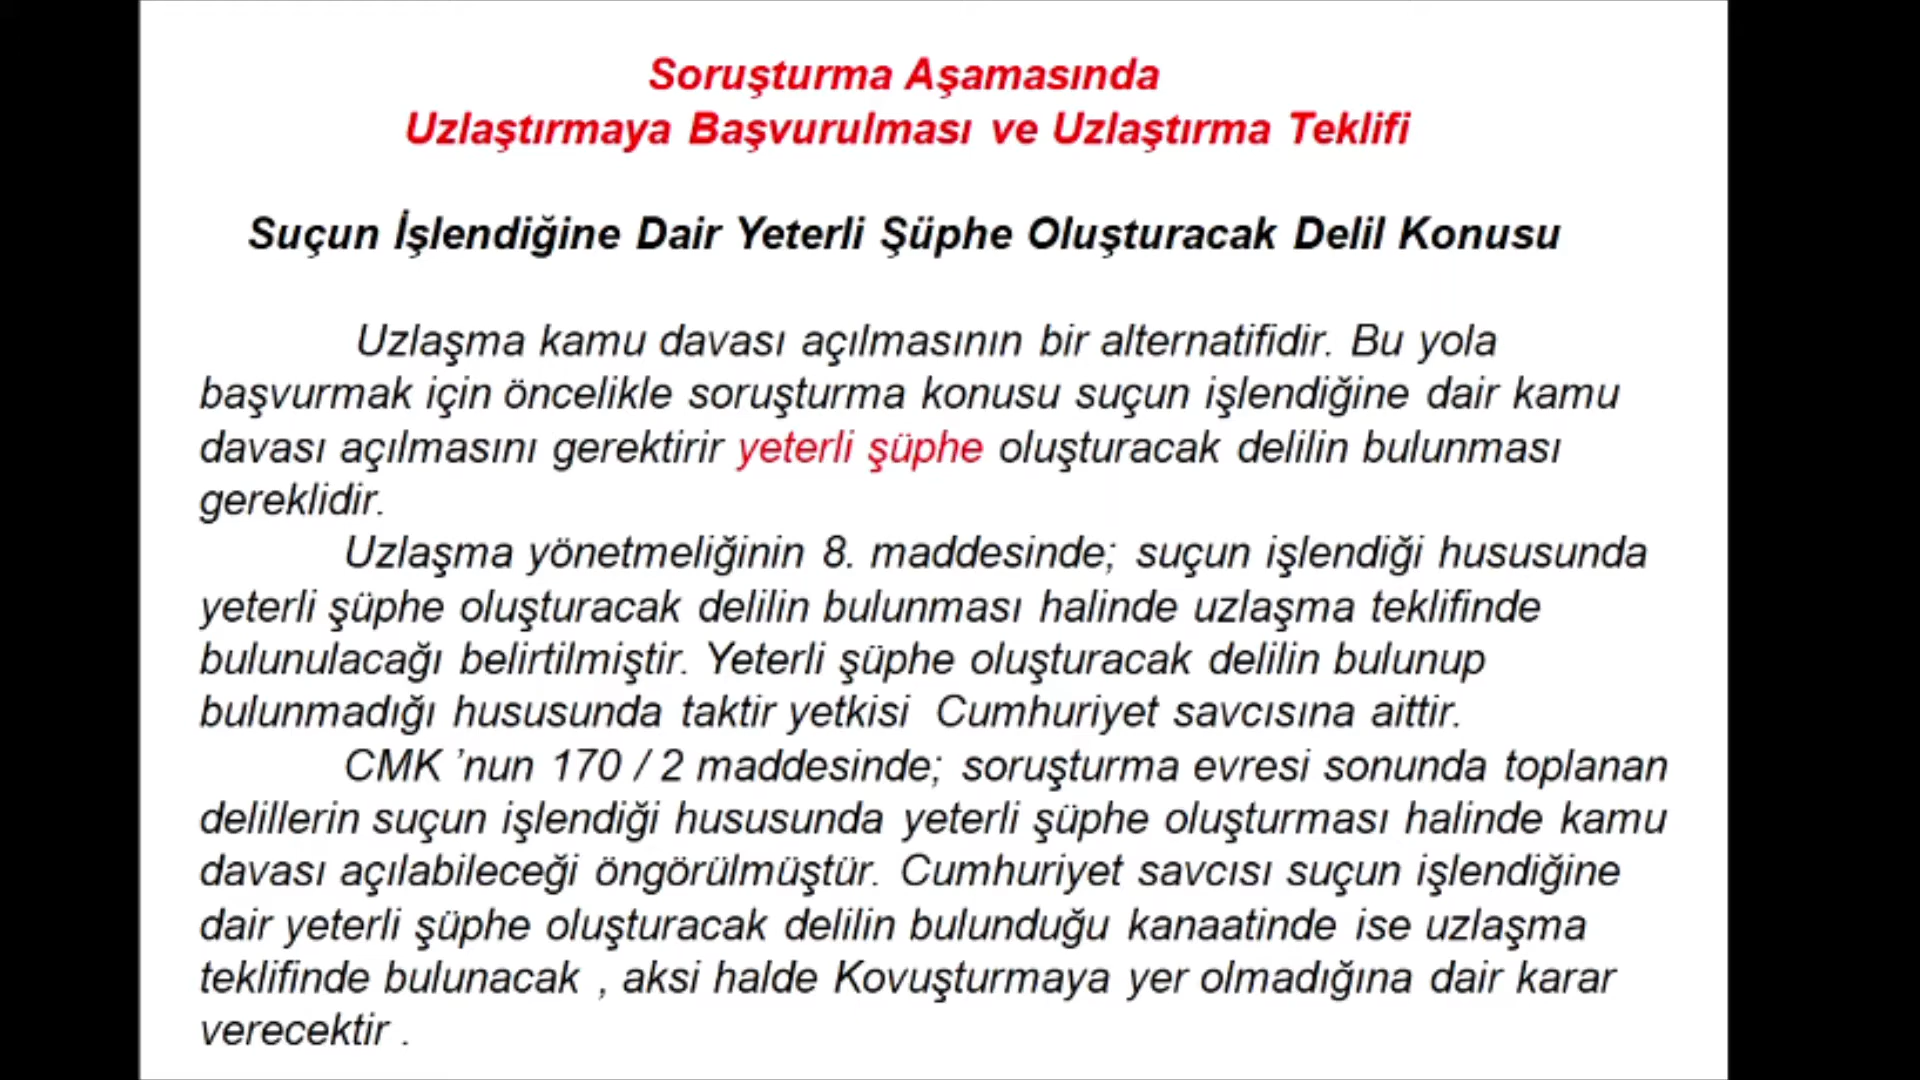 Soruşturma Aşamasında
Uzlaştırmaya Başvurulması ve Uzlaştırma Teklifi
Suçun İşlendiğine Dair Yeterli Şüphe Oluşturacak Delil Konusu
Uzlaşma kamu davası açılmasının bir alternatifidir. Bu yola
başvurmak için öncelikle soruşturma konusu suçun işlendiğine dair kamu
davası açılmasını gerektirir yeterli şüphe oluşturacak delilin bulunması
gereklidir.
Uzlaşma yönetmeliğinin 8. maddesinde; suçun işlendiği hususunda
yeterli şüphe oluşturacak delilin bulunması halinde uzlaşma teklifinde
bulunulacağı belirtilmiştir. Yeterli şüphe oluşturacak delilin bulunup
bulunmadığı hususunda taktir yetkisi Cumhuriyet savcısına aittir.
CMK ’nun 170 / 2 maddesinde; soruşturma evresi sonunda toplanan
delillerin suçun işlendiği hususunda yeterli şüphe oluşturması halinde kamu
davası açılabileceği öngörülmüştür. Cumhuriyet savcısı suçun işlendiğine
dair yeterli şüphe oluşturacak delilin bulunduğu kanaatinde ise uzlaşma
teklifinde bulunacak , aksi halde Kovuşturmaya yer olmadığına dair karar
verecektir .